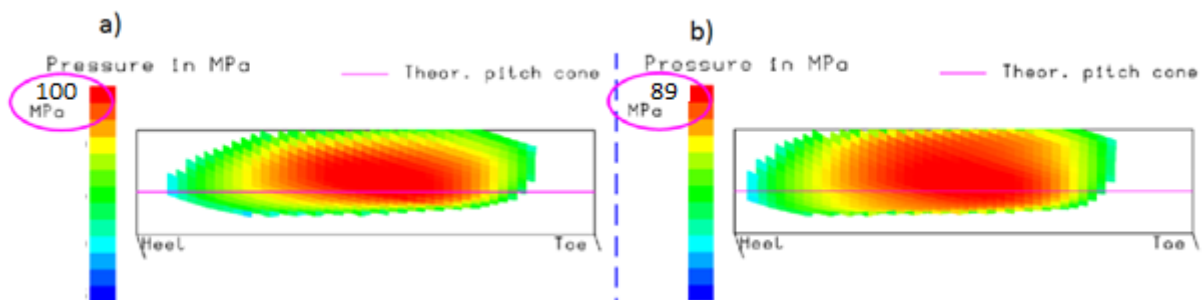 a)
Pressure in MPa
Theor. pitch cone
100
MPa
Heel
Toe
b)
Pressure in MPa
Theor. pitch cone
89
MPa
Heel
Toe